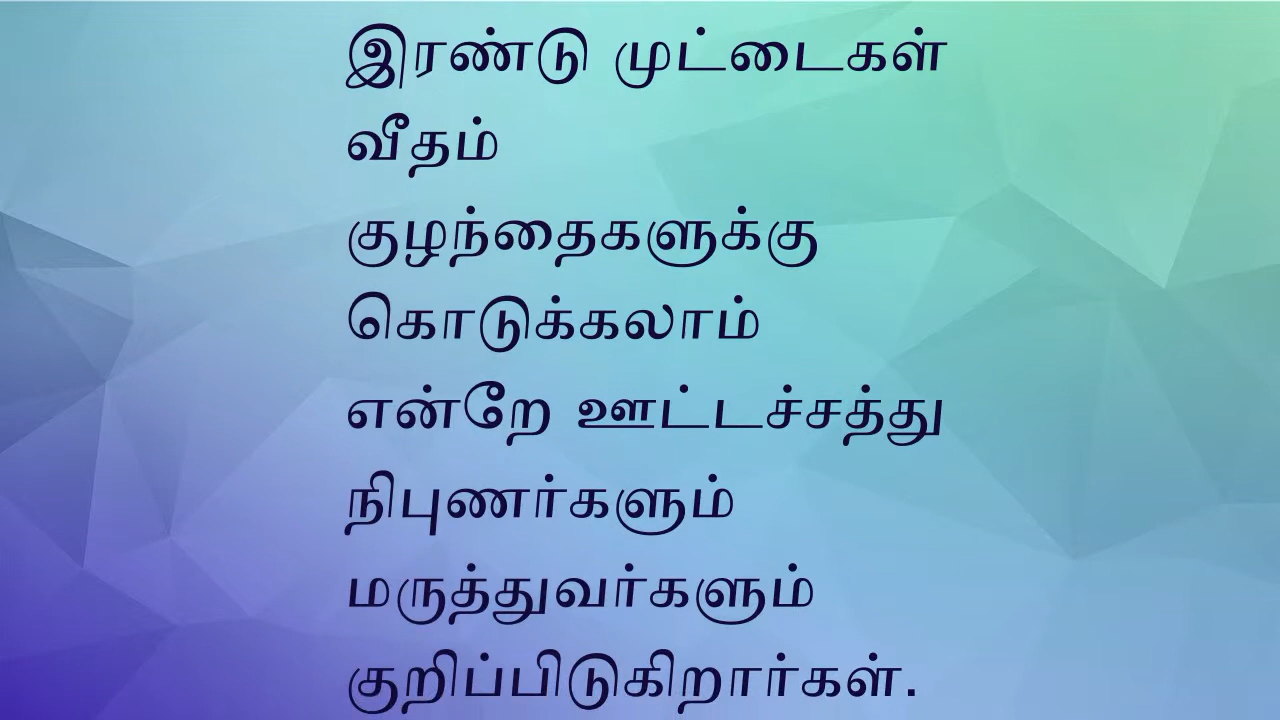 இரண்டு முட்டைகள்
வீதம்
குழந்தைகளுக்கு
கொடுக்கலாம்
என்றே ஊட்டச்சத்து
நிபுணர்களும்
மருத்துவர்களும்
குறிப்பிடுகிறார்கள்.